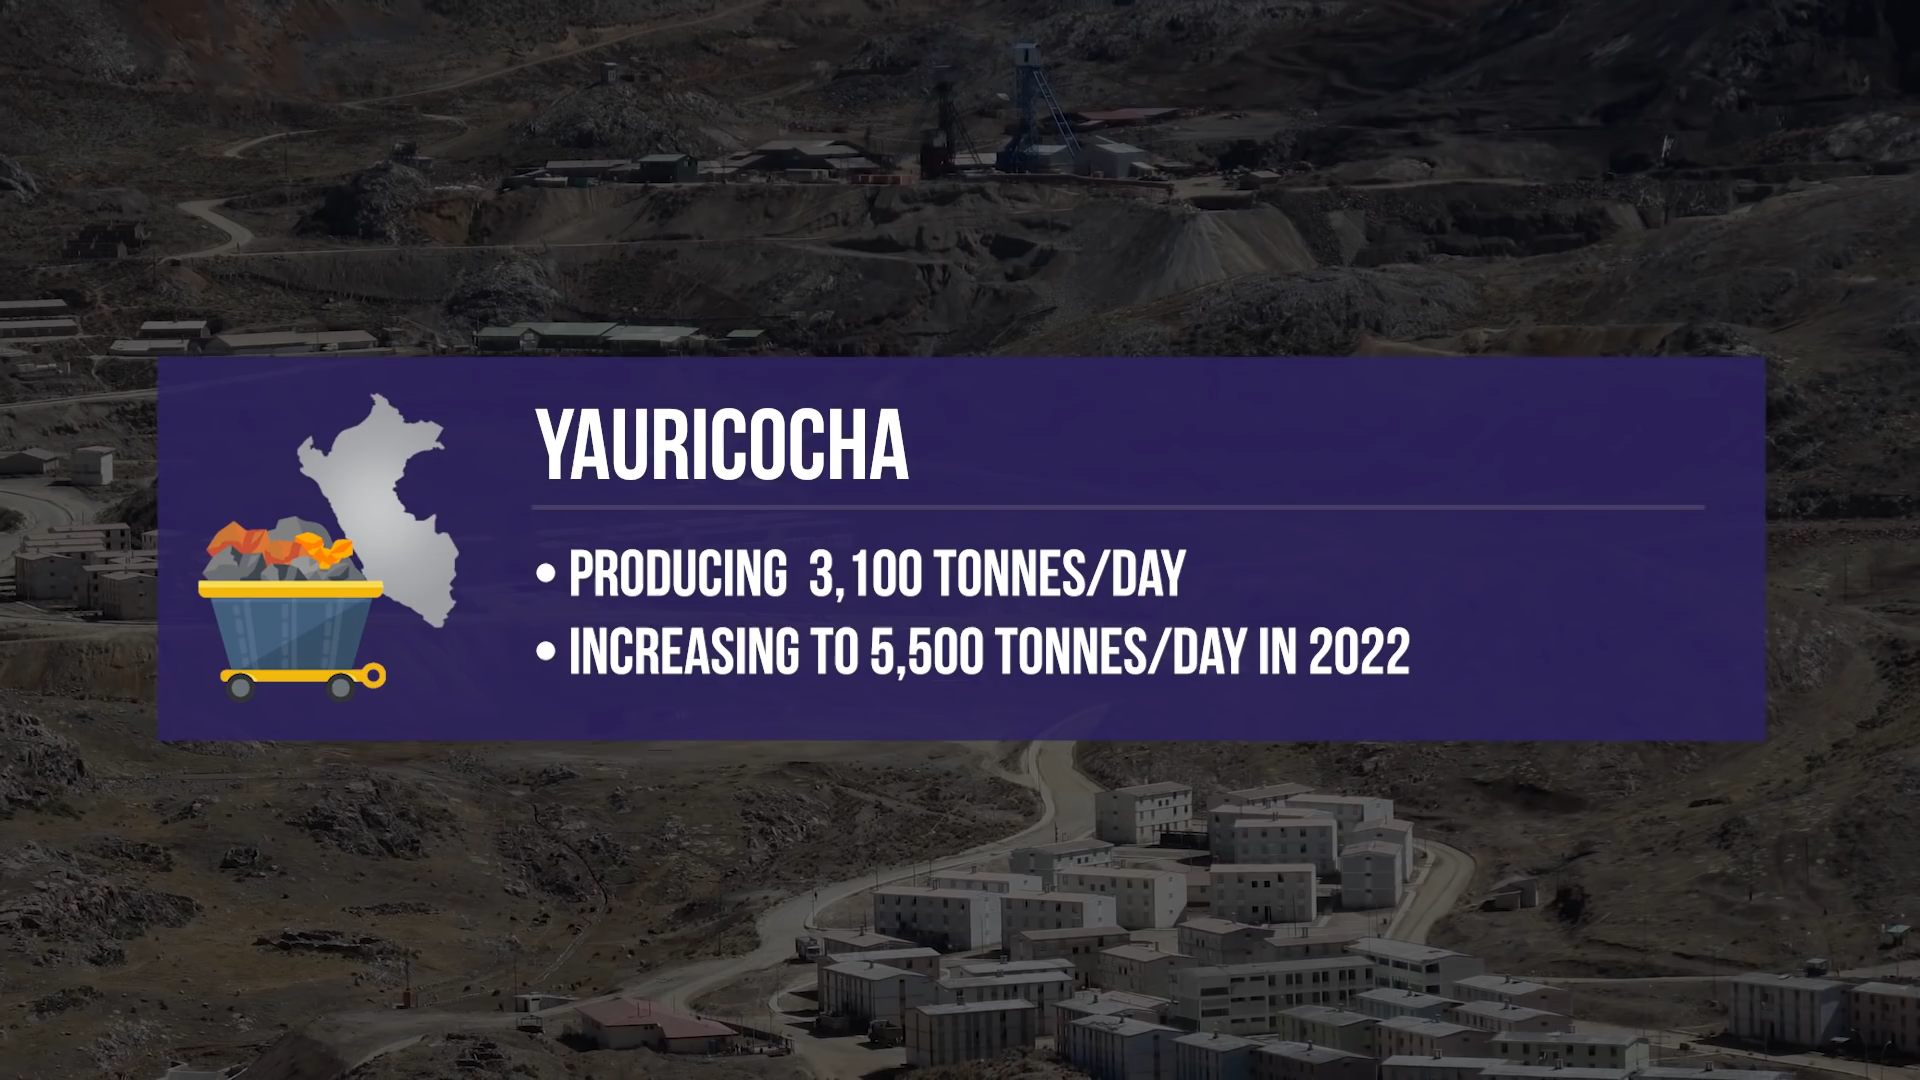 YAURICOCHA
• PRODUCING 3,100 TONNES/DAY
• INCREASING TO 5,500 TONNES/DAY IN 2022